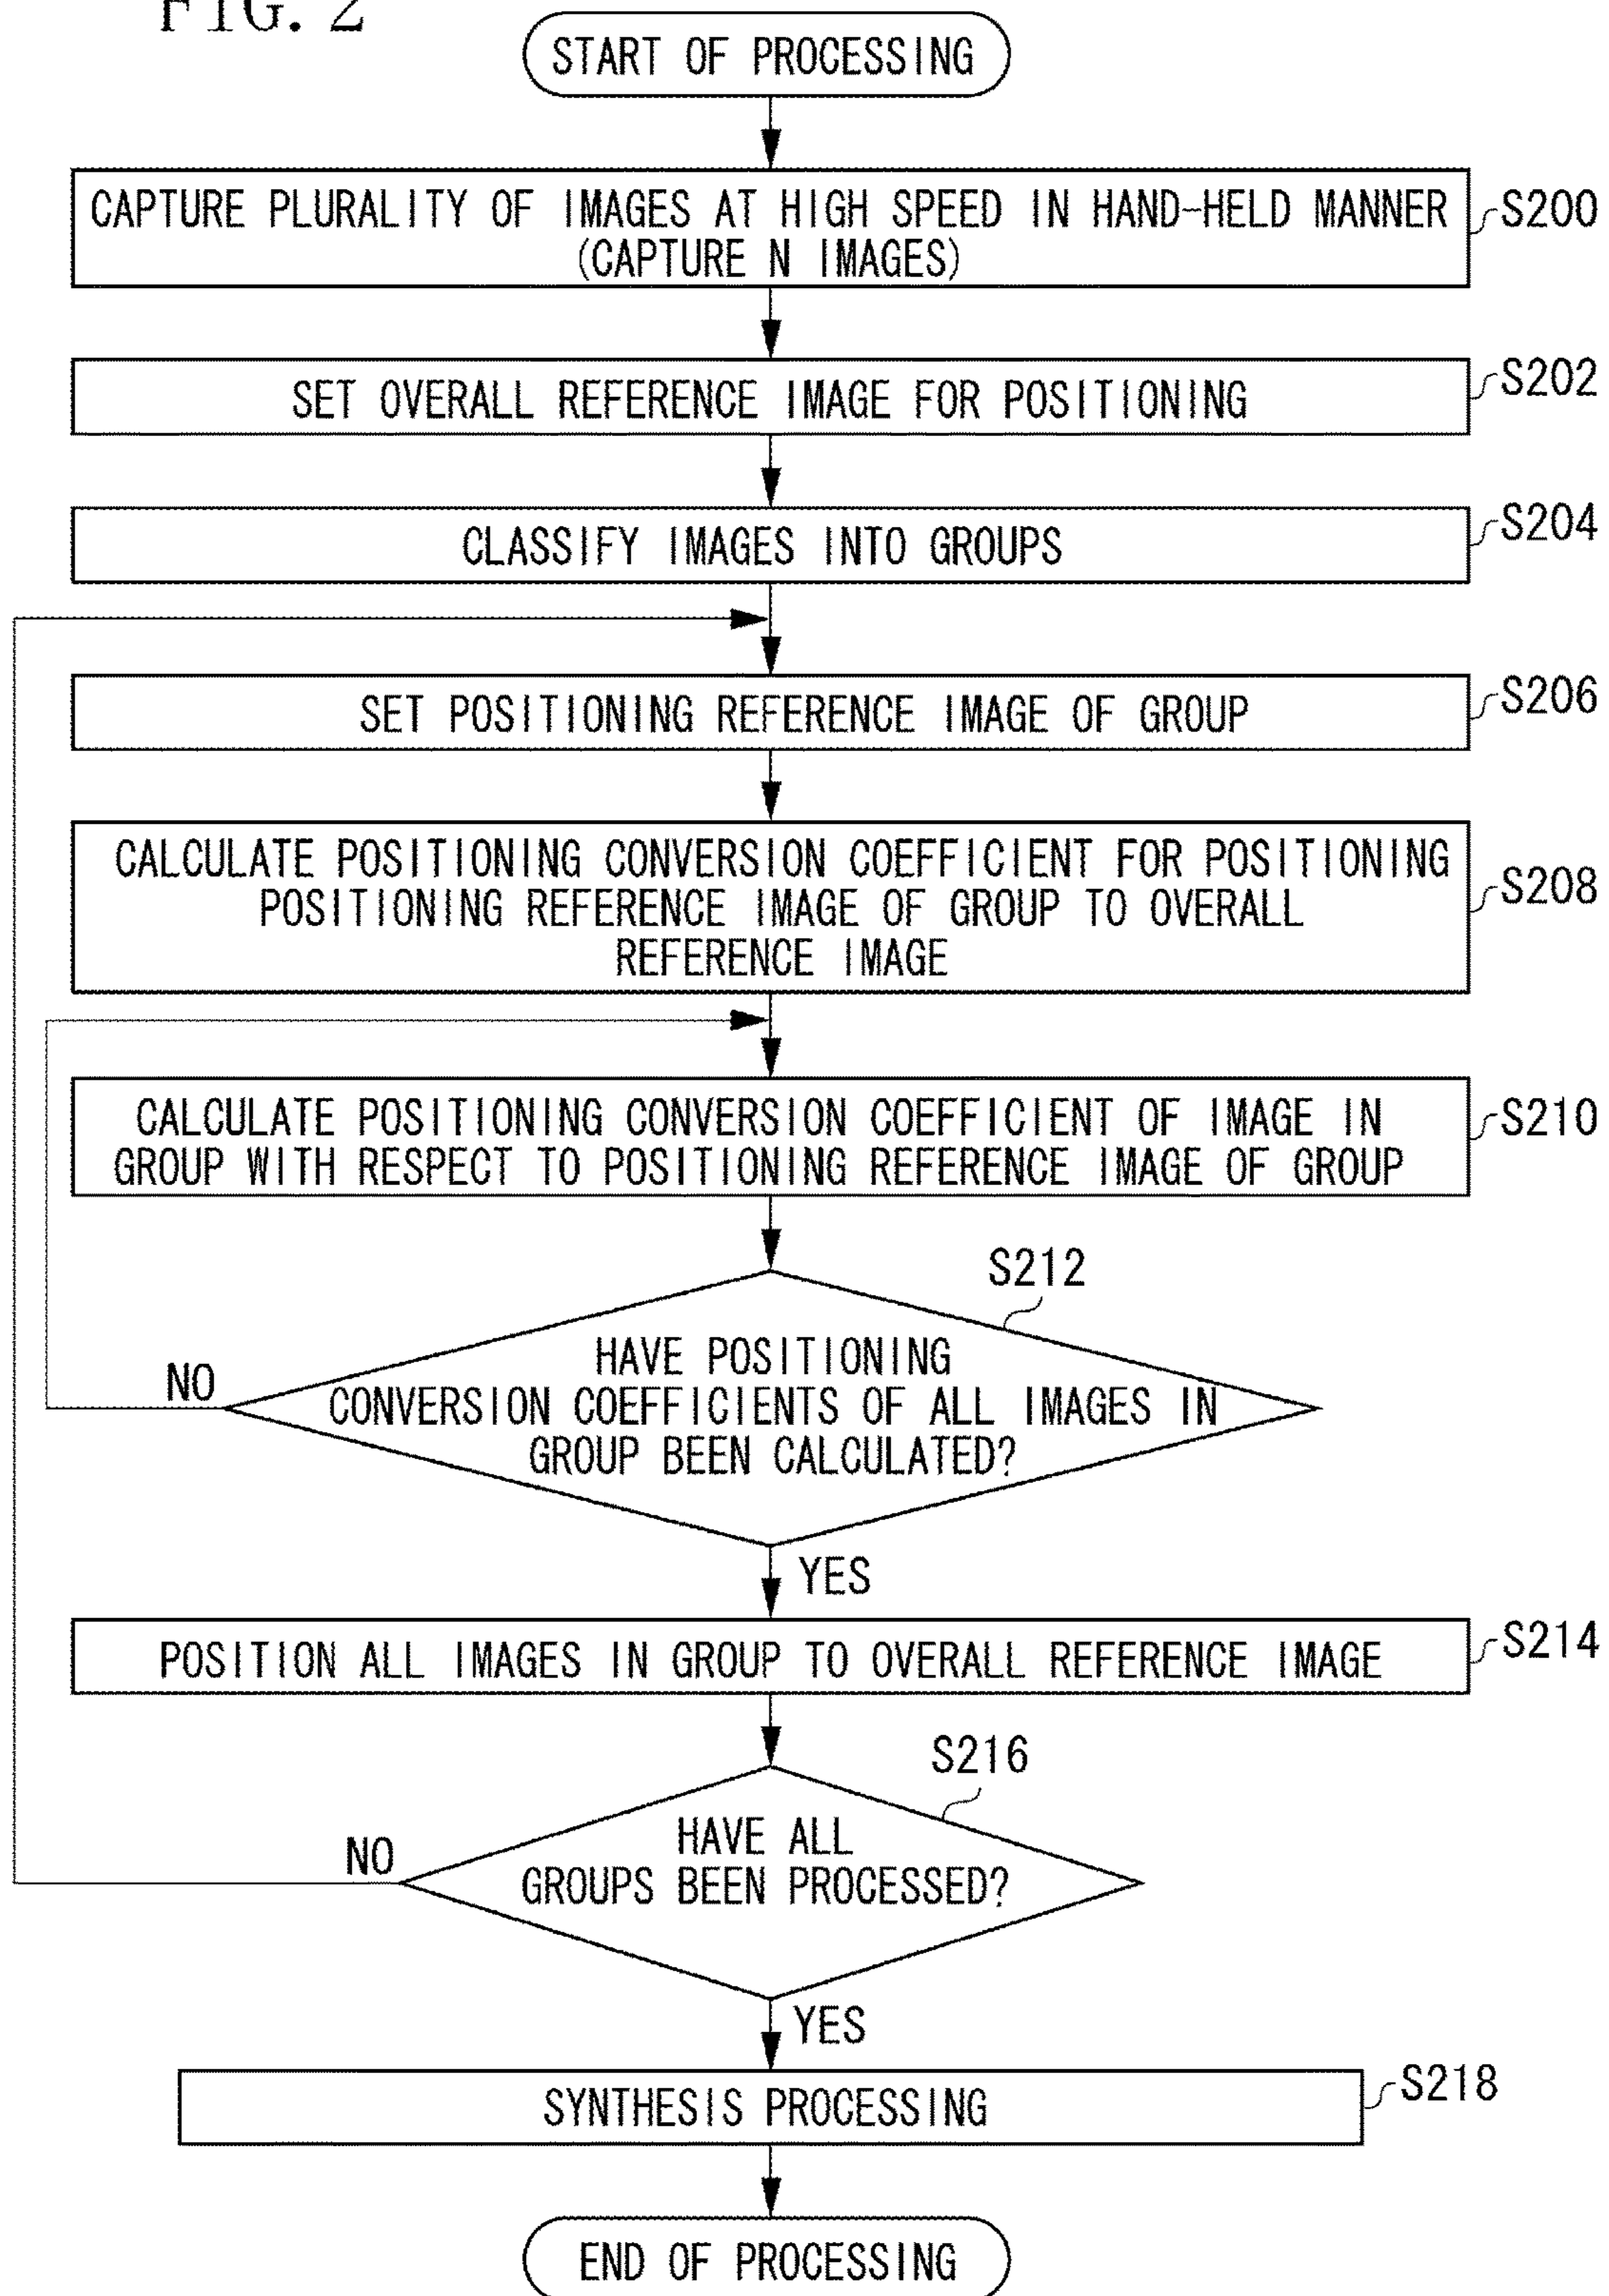 FIG. 2
START OF PROCESSING
CAPTURE PLURALITY OF IMAGES AT HIGH SPEED IN HAND-HELD MANNER
(CAPTURE N IMAGES)
S200
SET OVERALL REFERENCE IMAGE FOR POSITIONING
S202
CLASSIFY IMAGES INTO GROUPS
S204
SET POSITIONING REFERENCE IMAGE OF GROUP
S206
CALCULATE POSITIONING CONVERSION COEFFICIENT FOR POSITIONING
POSITIONING REFERENCE IMAGE OF GROUP TO OVERALL
REFERENCE IMAGE
S208
CALCULATE POSITIONING CONVERSION COEFFICIENT OF IMAGE IN
GROUP WITH RESPECT TO POSITIONING REFERENCE IMAGE OF GROUP
S210
S212
HAVE POSITIONING
CONVERSION COEFFICIENTS OF ALL IMAGES IN
GROUP BEEN CALCULATED?
NO
YES
POSITION ALL IMAGES IN GROUP TO OVERALL REFERENCE IMAGE
S214
S216
HAVE ALL
GROUPS BEEN PROCESSED?
NO
YES
SYNTHESIS PROCESSING
S218
END OF PROCESSING